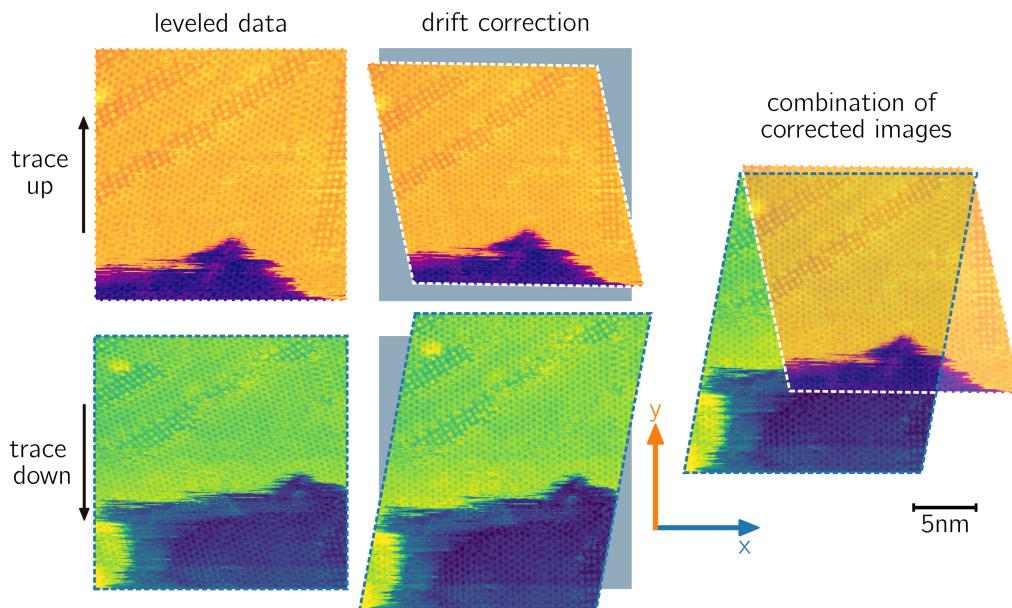 leveled data
drift correction
combination of
corrected images
trace
up
trace
down
y
x
5nm